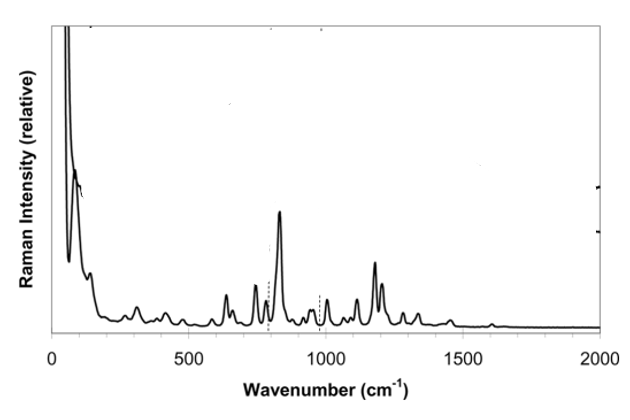 Raman Intensity (relative)
0 500 1000 1500 2000
Wavenumber (cm⁻¹)